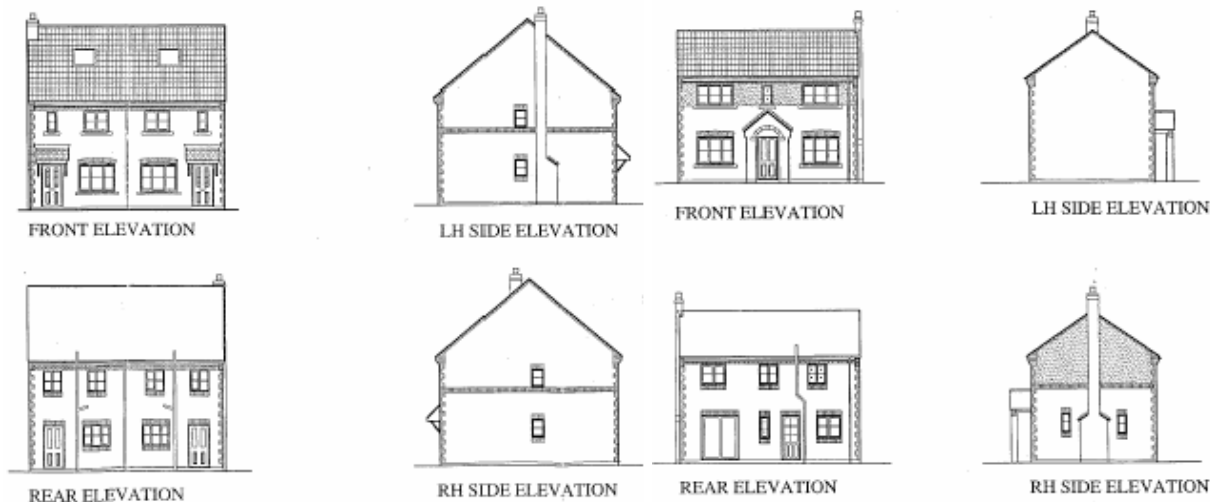 FRONT ELEVATION
LH SIDE ELEVATION
FRONT ELEVATION
LH SIDE ELEVATION
REAR ELEVATION
RH SIDE ELEVATION
REAR ELEVATION
RH SIDE ELEVATION